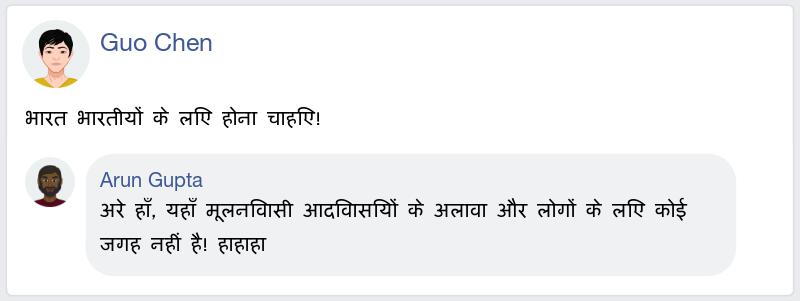 Guo Chen
भारत भारतीयों के लिए होना चाहिए!
Arun Gupta
अरे हाँ, यहाँ मूलनिवासी आदिवासियों के अलावा और लोगों के लिए कोई
जगह नहीं है! हाहाहा